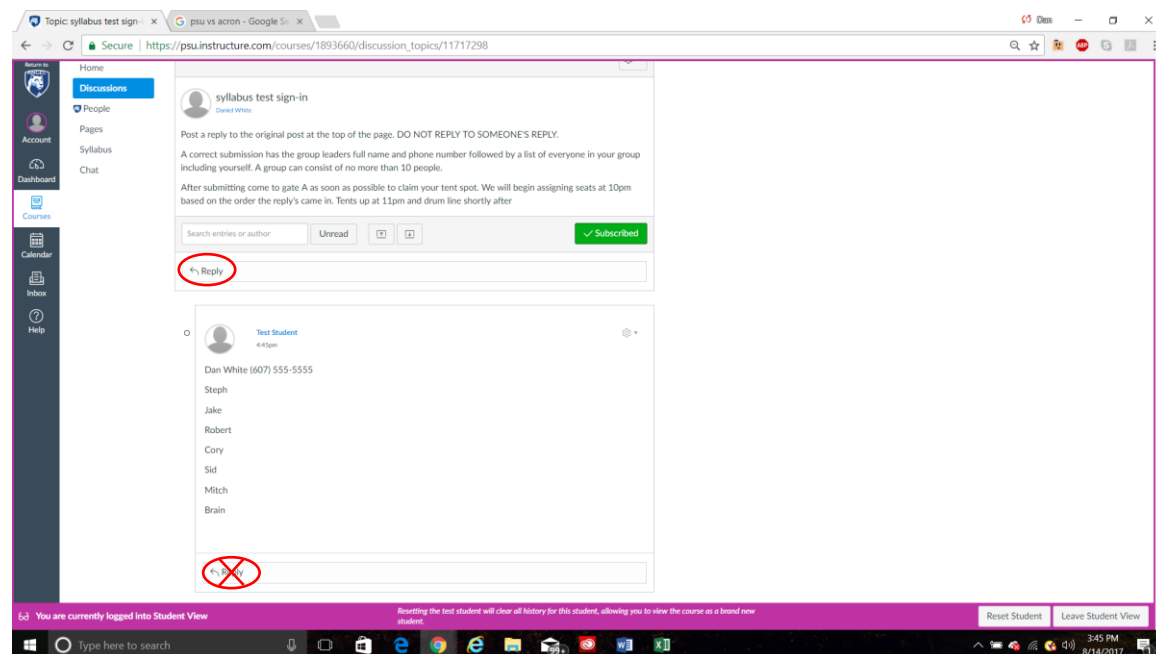 Topic: syllabus test sign-i
psu vs acron - Google Se
Dan
Secure
https://psu.instructure.com/courses/1893660/discussion_topics/11717298
Return to
ANGEL
Account
Dashboard
Courses
Calendar
Inbox
Help
Home
Discussions
People
Pages
Syllabus
Chat
syllabus test sign-in
Daniel White
Post a reply to the original post at the top of the page. DO NOT REPLY TO SOMEONE'S REPLY.
A correct submission has the group leaders full name and phone number followed by a list of everyone in your group
including yourself. A group can consist of no more than 10 people.
After submitting come to gate A as soon as possible to claim your tent spot. We will begin assigning seats at 10pm
based on the order the reply's came in. Tents up at 11pm and drum line shortly after
Search entries or author
Unread
Subscribed
Reply
Test Student
4:45pm
Dan White (607) 555-5555
Steph
Jake
Robert
Cory
Sid
Mitch
Brain
Reply
You are currently logged into Student View
Resetting the test student will clear all history for this student, allowing you to view the course as a brand new
student.
Reset Student
Leave Student View
Type here to search
99+
3:45 PM
8/14/2017